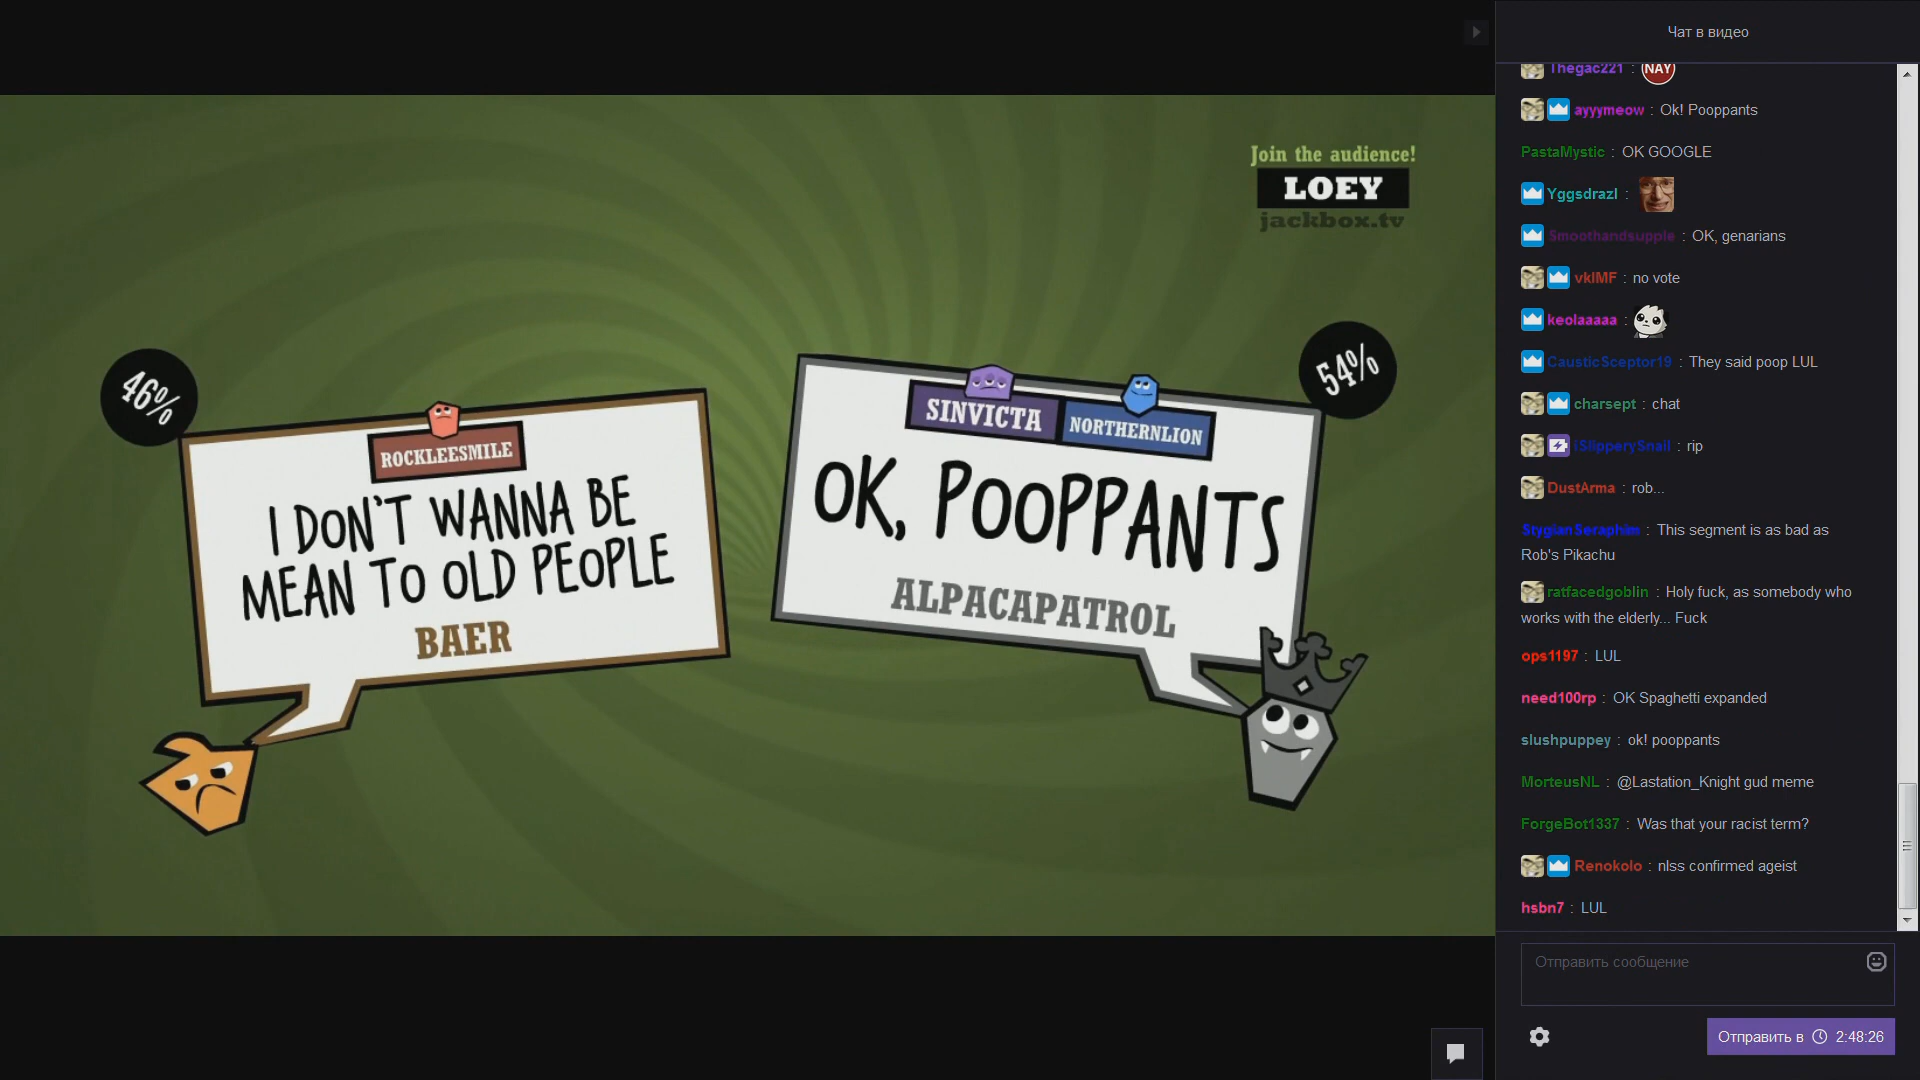 Join the audience!
LOEY
jackbox.tv
46%
ROCKLEESMILE
I DON'T WANNA BE
MEAN TO OLD PEOPLE
BAER
54%
SINVICTA
NORTHERNLION
OK, POOPPANTS
ALPACAPATROL
Чат в видео
Thegac221 : NAY
ayyymeow : Ok! Pooppants
PastaMystic : OK GOOGLE
Yggsdrazl :
Smoothandsupple : OK, genarians
vklMF : no vote
keolaaaaa :
CausticSceptor19 : They said poop LUL
charsept : chat
iSlipperySnail : rip
DustArma : rob...
StygianSeraphim : This segment is as bad as
Rob's Pikachu
ratfacedgoblin : Holy fuck, as somebody who
works with the elderly... Fuck
ops1197 : LUL
need100rp : OK Spaghetti expanded
slushpuppey : ok! pooppants
MorteusNL : @Lastation_Knight gud meme
ForgeBot1337 : Was that your racist term?
Renokolo : nlss confirmed ageist
hsbn7 : LUL
Отправить сообщение
Отправить в 2:48:26